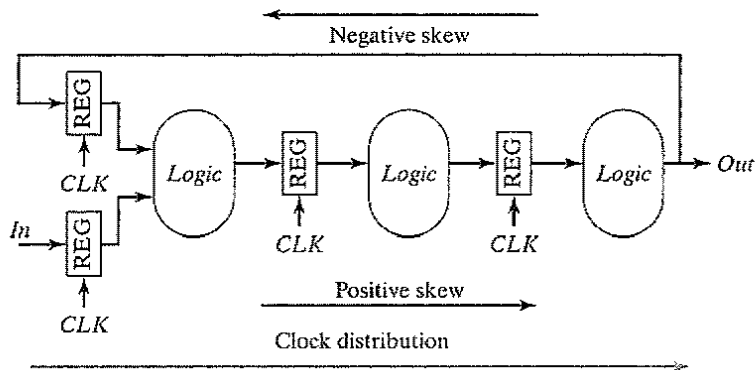 Negative skew
REG
CLK
In
REG
CLK
Logic
REG
CLK
Logic
REG
CLK
Logic
Out
Positive skew
Clock distribution